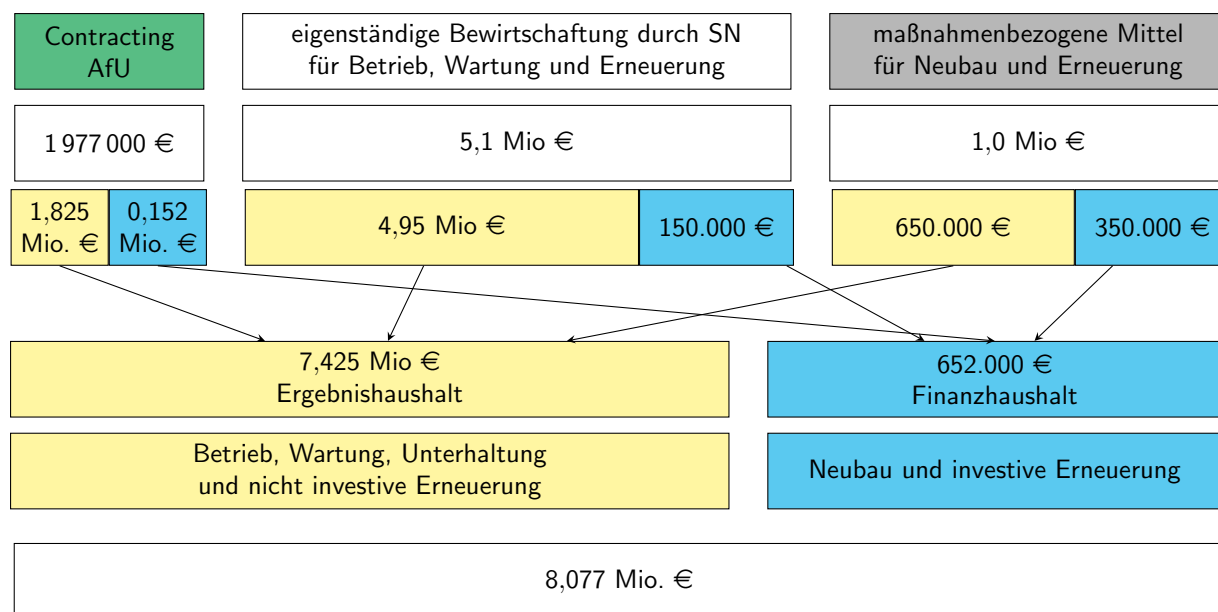 Contracting
AfU
eigenständige Bewirtschaftung durch SN
für Betrieb, Wartung und Erneuerung
maßnahmenbezogene Mittel
für Neubau und Erneuerung
1 977 000 €
5,1 Mio €
1,0 Mio €
1,825
Mio. €
0,152
Mio. €
4,95 Mio €
150.000 €
650.000 €
350.000 €
7,425 Mio €
Ergebnishaushalt
652.000 €
Finanzhaushalt
Betrieb, Wartung, Unterhaltung
und nicht investive Erneuerung
Neubau und investive Erneuerung
8,077 Mio. €